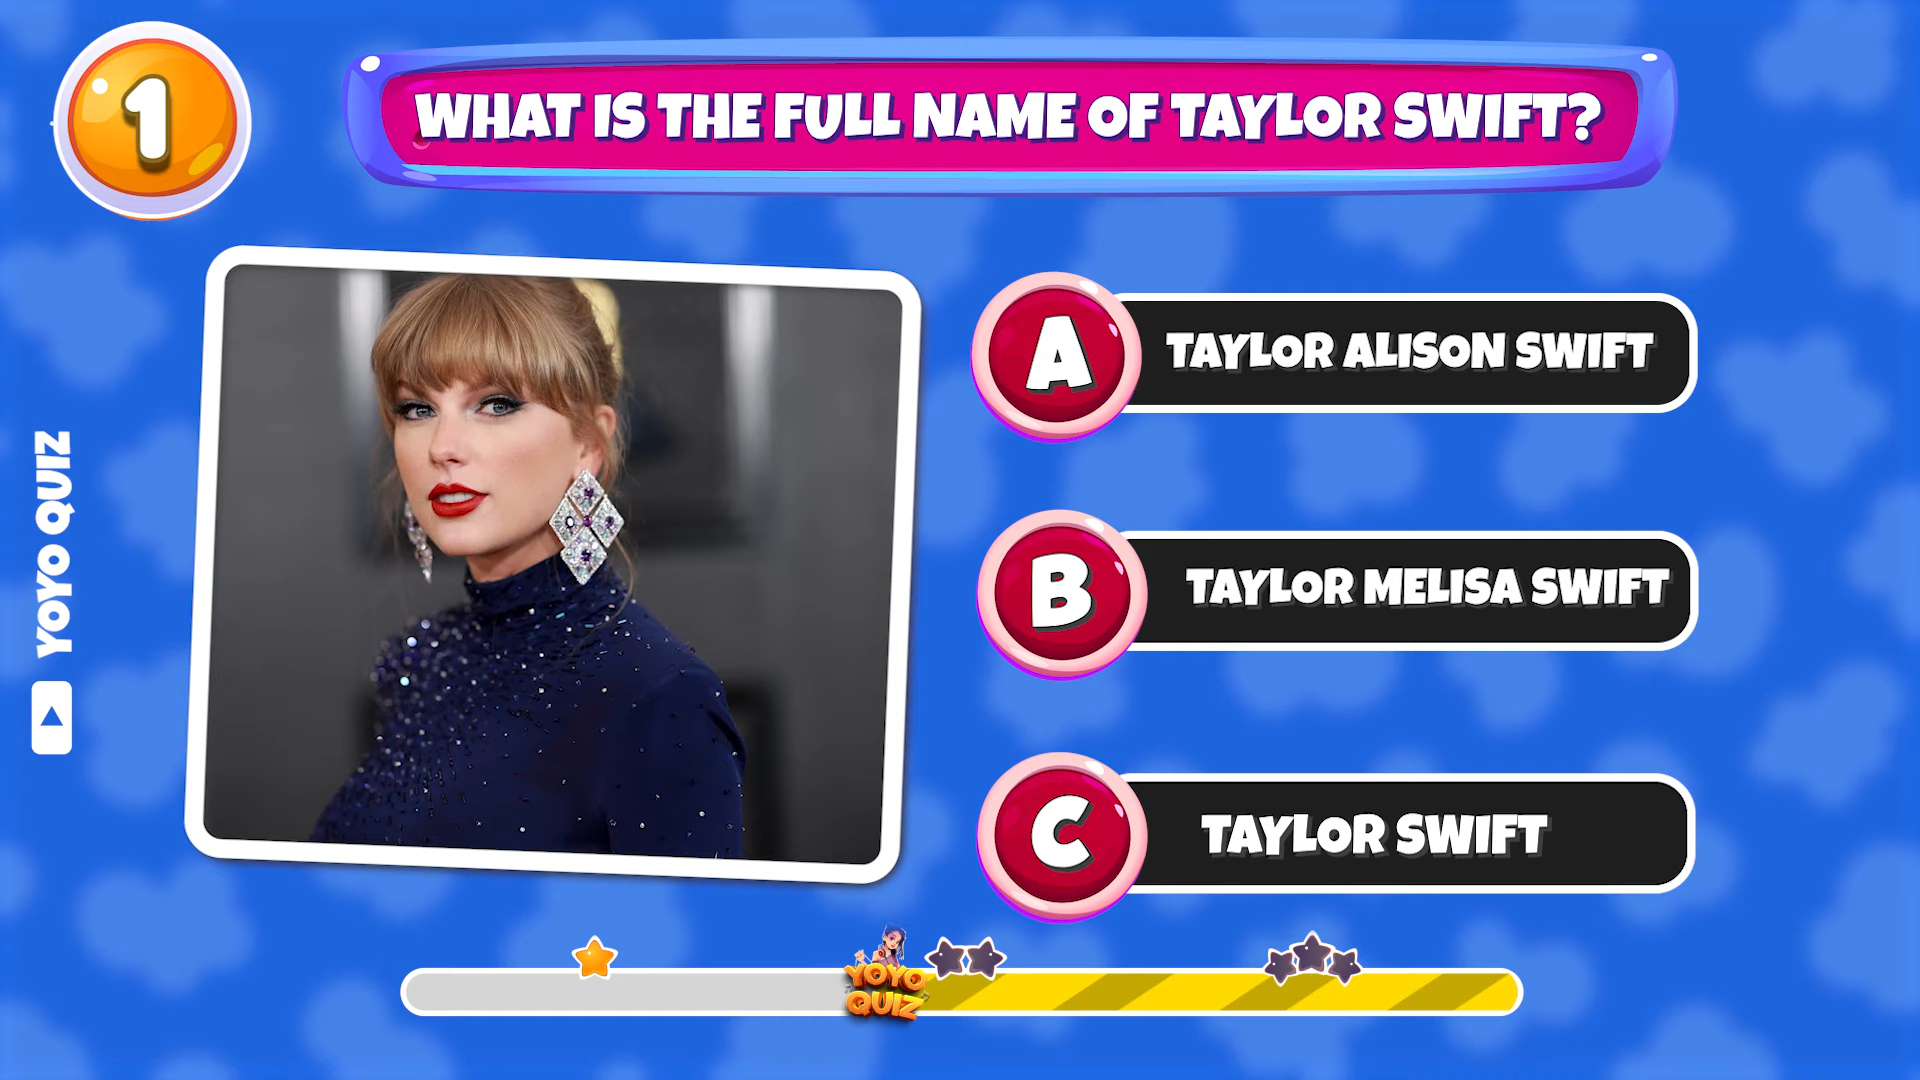 1
WHAT IS THE FULL NAME OF TAYLOR SWIFT?
YOYO QUIZ
A
TAYLOR ALISON SWIFT
B
TAYLOR MELISA SWIFT
C
TAYLOR SWIFT
YOYO
QUIZ